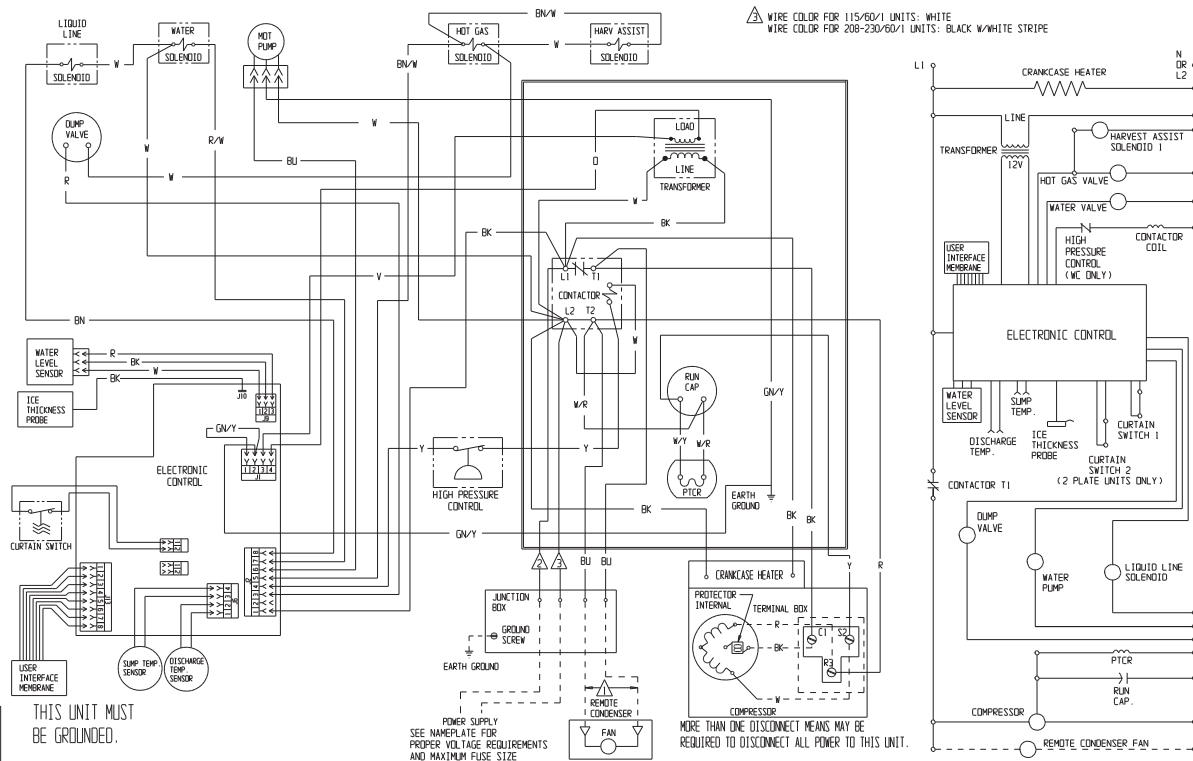 LIQUID
LINE
SOLENOID
WATER
SOLENOID
MOT
PUMP
BN/W
HOT GAS
SOLENOID
HARV ASSIST
SOLENOID
3 WIRE COLOR FOR 115/60/1 UNITS: WHITE
WIRE COLOR FOR 208-230/60/1 UNITS: BLACK W/WHITE STRIPE
W
W
BN/W
DUMP
VALVE
R
W
R/W
BU
W
W
V
O
LOAD
LINE
TRANSFORMER
W
BK
BK
L1
T1
CONTACTOR
L2
T2
W
BN
WATER
LEVEL
SENSOR
R
BK
W
BK
ICE
THICKNESS
PROBE
J10
1 2 3
J9
GN/Y
1 2 3 4
J1
ELECTRONIC
CONTROL
Y
HIGH PRESSURE
CONTROL
Y
W/R
RUN
CAP
W/Y
W/R
PTCR
GN/Y
EARTH
GROUND
BK
BK
BK
GN/Y
R
Y
CURTAIN SWITCH
USER
INTERFACE
MEMBRANE
SUMP TEMP.
SENSOR
DISCHARGE
TEMP.
SENSOR
THIS UNIT MUST
BE GROUNDED.
2
3
BU
BU
JUNCTION
BOX
GROUND
SCREW
EARTH GROUND
POWER SUPPLY
SEE NAMEPLATE FOR
PROPER VOLTAGE REQUIREMENTS
AND MAXIMUM FUSE SIZE
1
REMOTE
CONDENSER
FAN
CRANKCASE HEATER
PROTECTOR
INTERNAL
TERMINAL BOX
R
BK
W
C1
S2
R3
COMPRESSOR
MORE THAN ONE DISCONNECT MEANS MAY BE
REQUIRED TO DISCONNECT ALL POWER TO THIS UNIT.
L1
N
OR
L2
CRANKCASE HEATER
LINE
TRANSFORMER
12V
HARVEST ASSIST
SOLENOID 1
HOT GAS VALVE
WATER VALVE
HIGH
PRESSURE
CONTROL
(WC ONLY)
CONTACTOR
COIL
USER
INTERFACE
MEMBRANE
ELECTRONIC CONTROL
WATER
LEVEL
SENSOR
DISCHARGE
TEMP.
SUMP
TEMP.
ICE
THICKNESS
PROBE
CURTAIN
SWITCH 1
CURTAIN
SWITCH 2
(2 PLATE UNITS ONLY)
CONTACTOR T1
DUMP
VALVE
WATER
PUMP
LIQUID LINE
SOLENOID
PTCR
RUN
CAP.
COMPRESSOR
REMOTE CONDENSER FAN